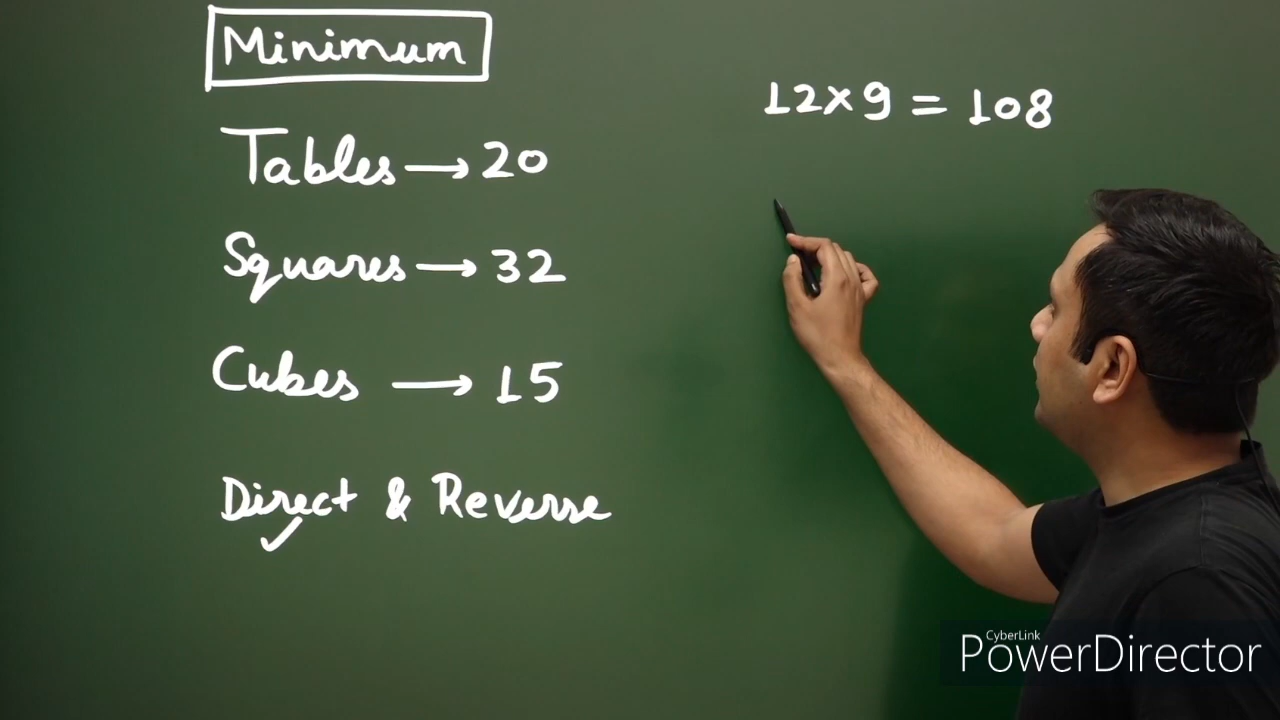 Minimum
Tables → 20
Squares → 32
Cubes → 15
Direct & Reverse
12 x 9 = 108
CyberLink
PowerDirector